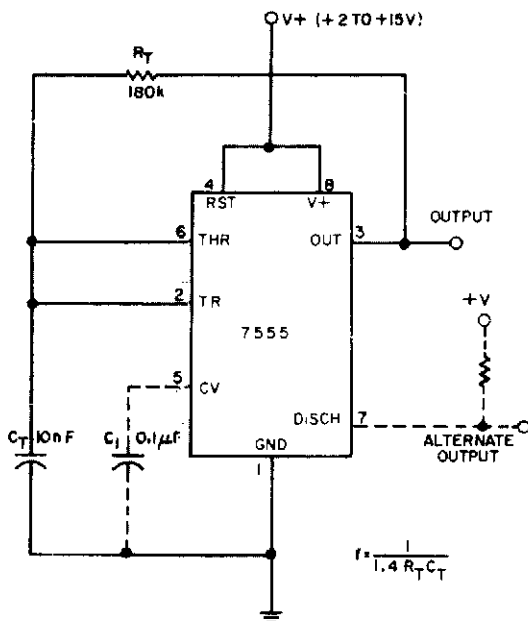 V+ (+2 TO +15V)
RT
180k
4
8
RST
V+
6
THR
OUT
3
OUTPUT
2
TR
+V
7555
5
CV
CT 10nF
C1 0.1µF
DISCH
7
GND
1
ALTERNATE
OUTPUT
f = 1
1.4 RT CT